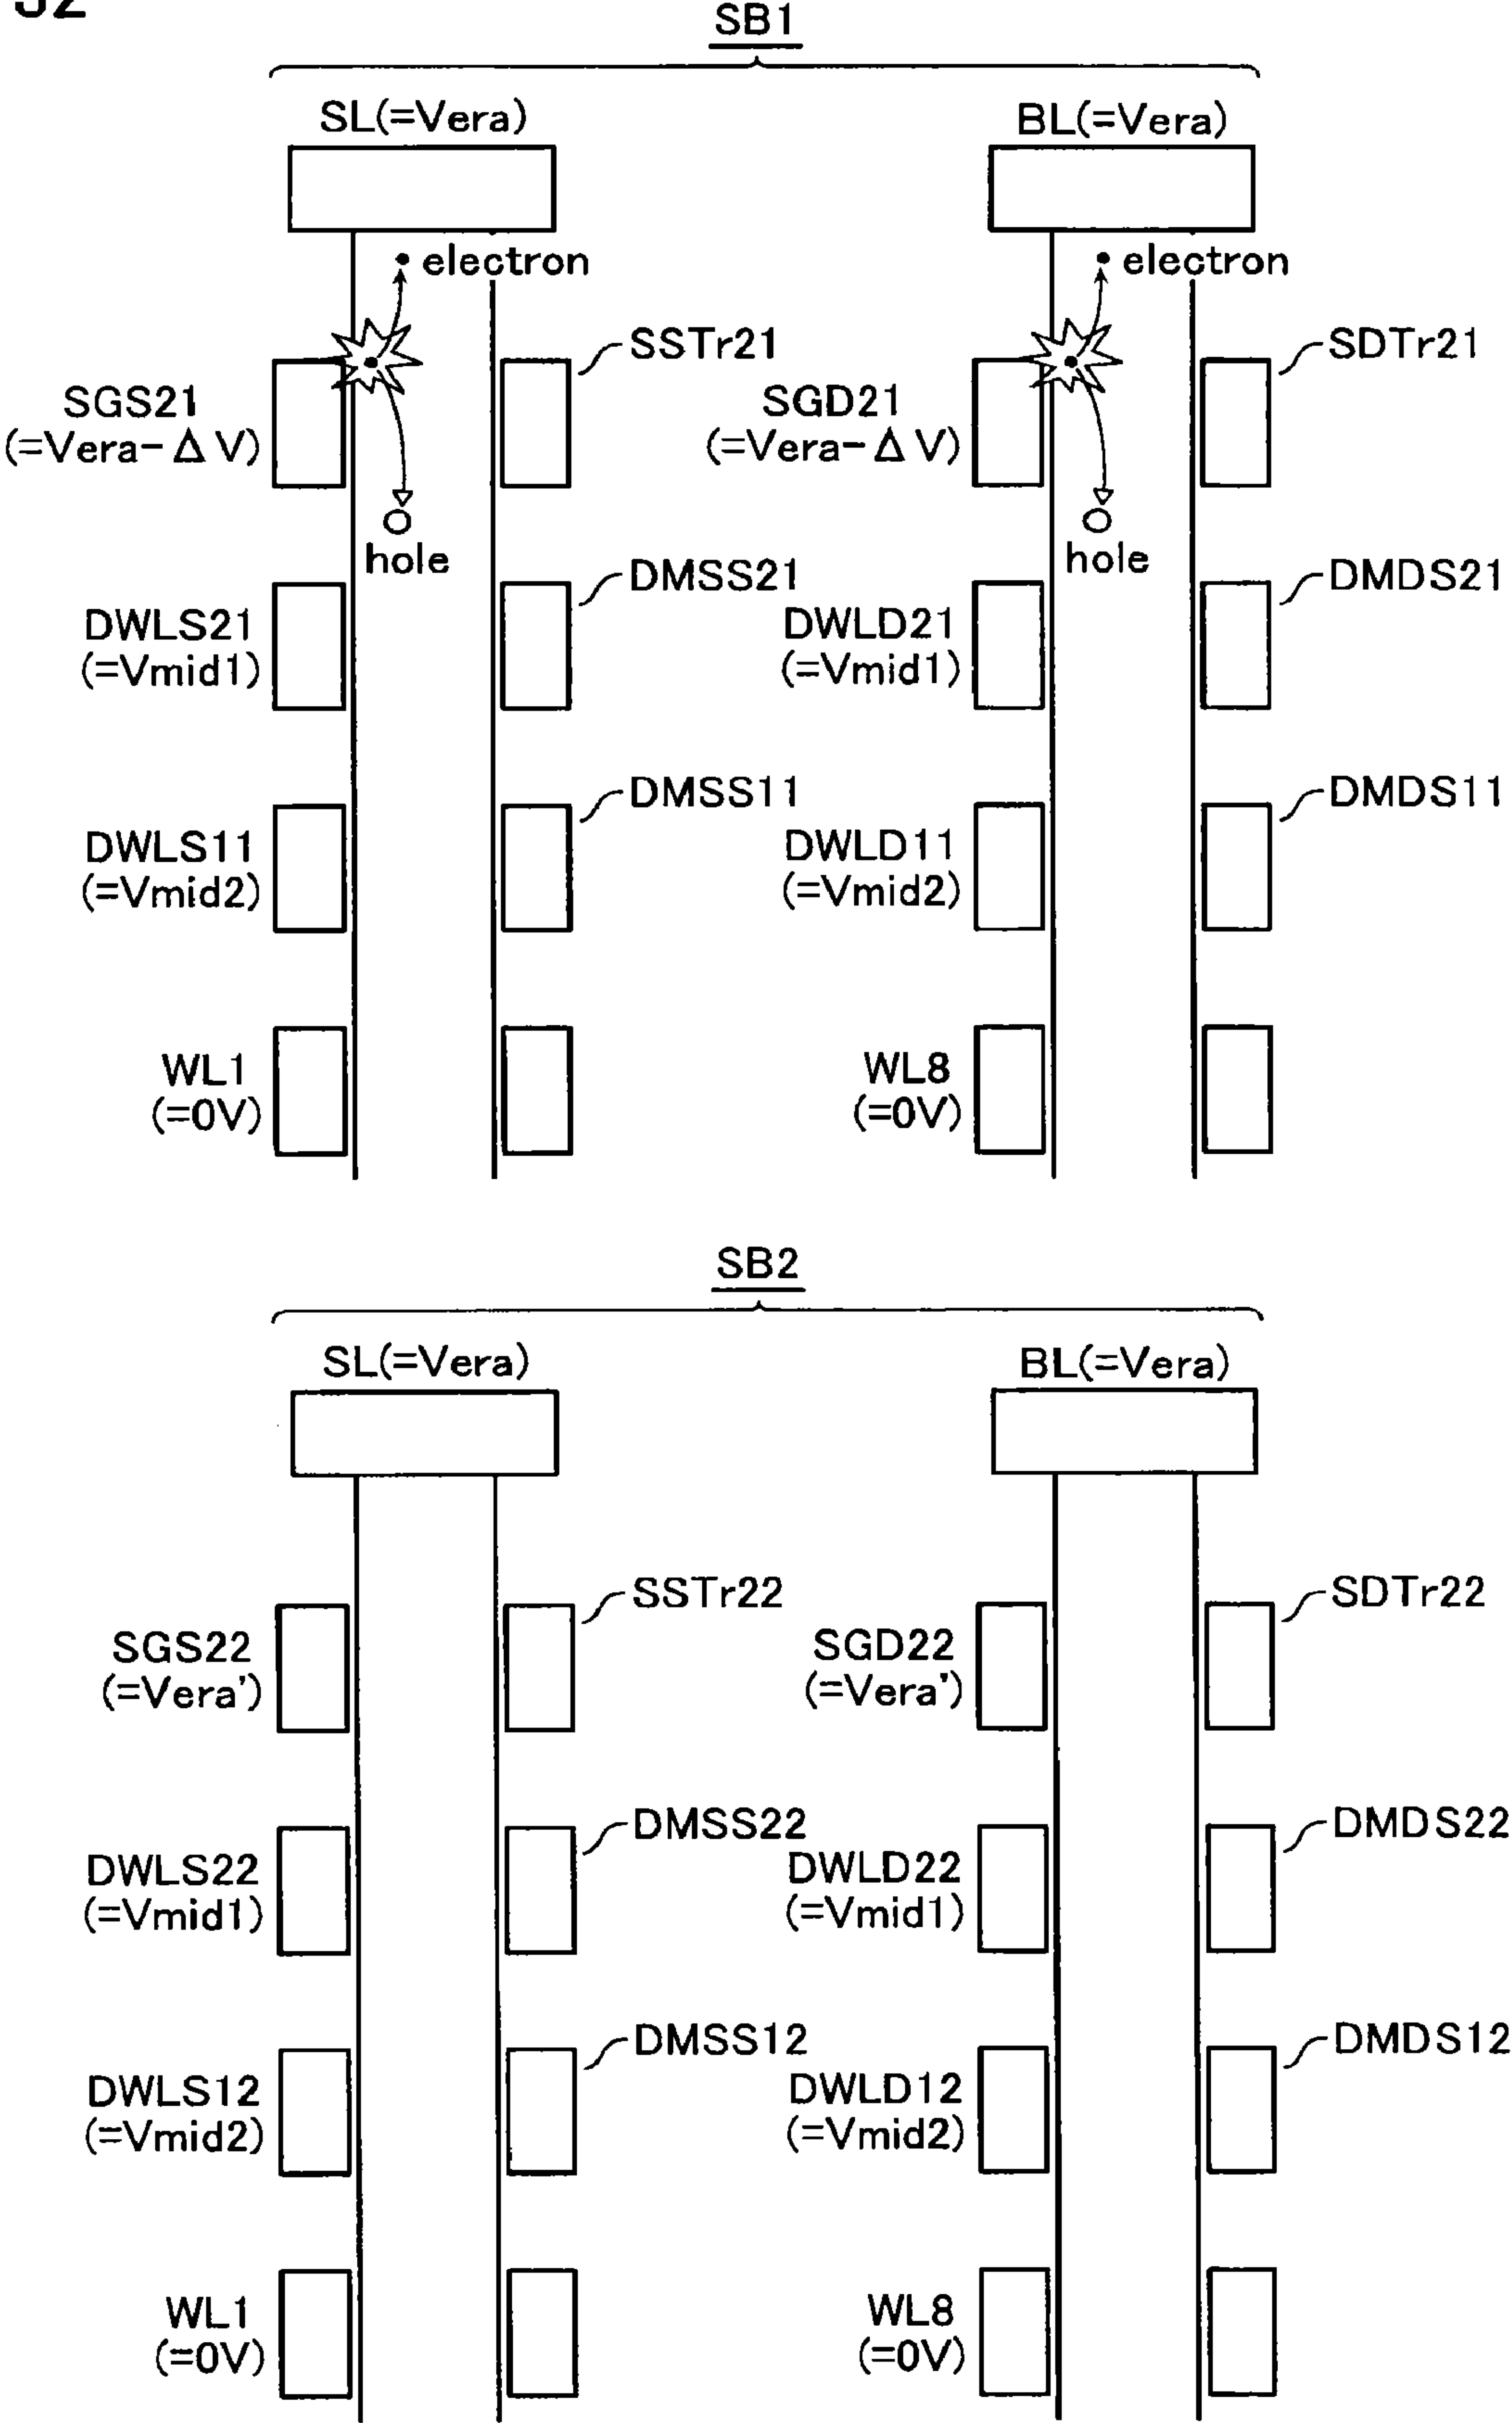 SB1
SL(=Vera)
BL(=Vera)
electron
electron
SSTr21
SDTr21
SGS21
(=Vera-ΔV)
SGD21
(=Vera-ΔV)
hole
hole
DMSS21
DMDS21
DWLS21
(=Vmid1)
DWLD21
(=Vmid1)
DMSS11
DMDS11
DWLS11
(=Vmid2)
DWLD11
(=Vmid2)
WL1
(=0V)
WL8
(=0V)
SB2
SL(=Vera)
BL(=Vera)
SSTr22
SDTr22
SGS22
(=Vera')
SGD22
(=Vera')
DMSS22
DMDS22
DWLS22
(=Vmid1)
DWLD22
(=Vmid1)
DMSS12
DMDS12
DWLS12
(=Vmid2)
DWLD12
(=Vmid2)
WL1
(=0V)
WL8
(=0V)